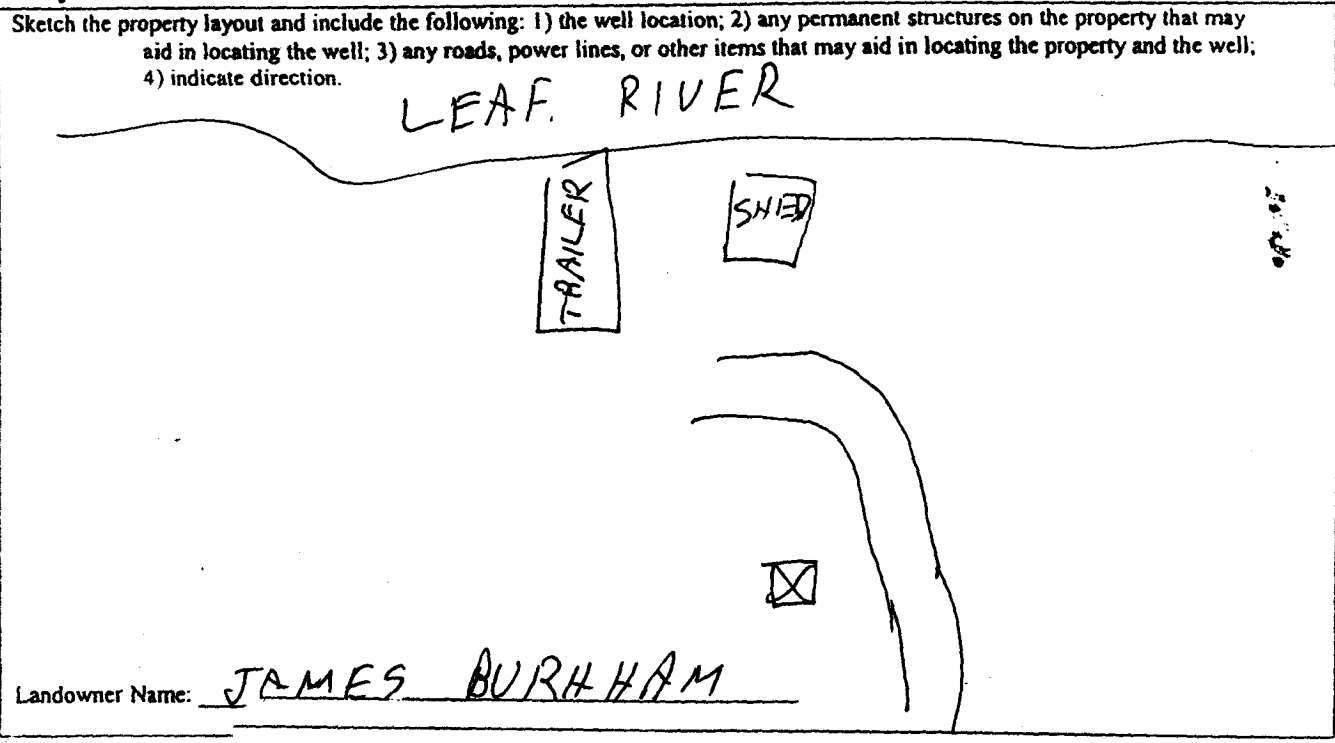 Sketch the property layout and include the following: 1) the well location; 2) any permanent structures on the property that may
aid in locating the well; 3) any roads, power lines, or other items that may aid in locating the property and the well;
4) indicate direction.
LEAF. RIVER
TRAILER
SHED
Landowner Name: JAMES BURHHAM